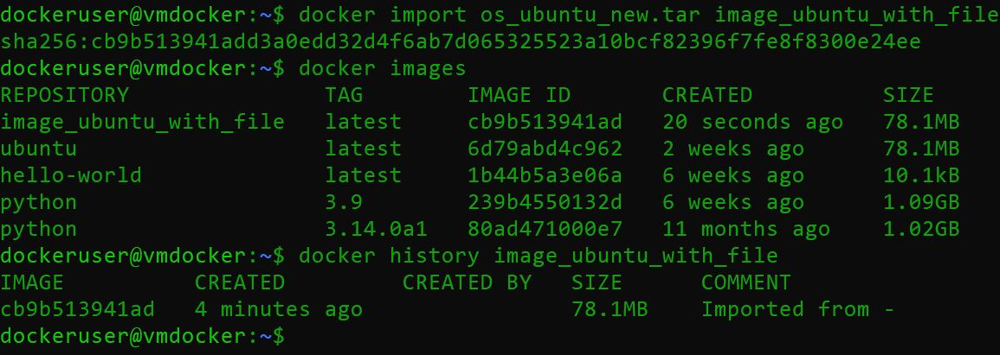 dockeruser@vmdocker:~$ docker import os_ubuntu_new.tar image_ubuntu_with_file
sha256:cb9b513941add3a0edd32d4f6ab7d065325523a10bcf82396f7fe8f8300e24ee
dockeruser@vmdocker:~$ docker images
REPOSITORY TAG IMAGE ID CREATED SIZE
image_ubuntu_with_file latest cb9b513941ad 20 seconds ago 78.1MB
ubuntu latest 6d79abd4c962 2 weeks ago 78.1MB
hello-world latest 1b44b5a3e06a 6 weeks ago 10.1kB
python 3.9 239b4550132d 6 weeks ago 1.09GB
python 3.14.0a1 80ad471000e7 11 months ago 1.02GB
dockeruser@vmdocker:~$ docker history image_ubuntu_with_file
IMAGE CREATED CREATED BY SIZE COMMENT
cb9b513941ad 4 minutes ago 78.1MB Imported from -
dockeruser@vmdocker:~$